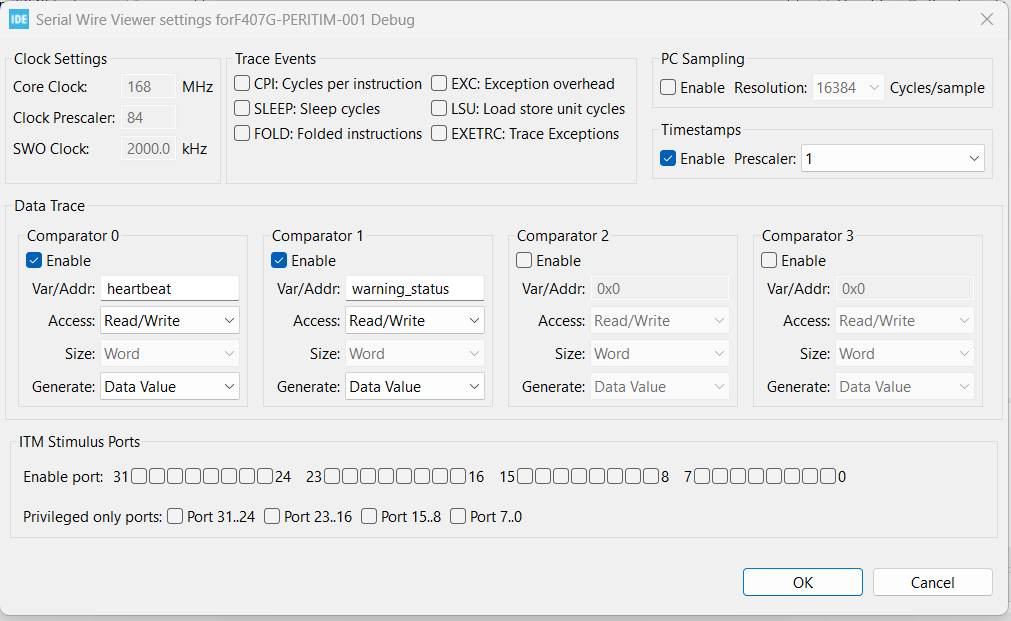 IDE Serial Wire Viewer settings forF407G-PERITIM-001 Debug
Clock Settings
Core Clock: 168 MHz
Clock Prescaler: 84
SWO Clock: 2000.0 kHz
Trace Events
CPI: Cycles per instruction EXC: Exception overhead
SLEEP: Sleep cycles LSU: Load store unit cycles
FOLD: Folded instructions EXETRC: Trace Exceptions
PC Sampling
Enable Resolution: 16384 Cycles/sample
Timestamps
Enable Prescaler: 1
Data Trace
Comparator 0
Enable
Var/Addr: heartbeat
Access: Read/Write
Size: Word
Generate: Data Value
Comparator 1
Enable
Var/Addr: warning_status
Access: Read/Write
Size: Word
Generate: Data Value
Comparator 2
Enable
Var/Addr: 0x0
Access: Read/Write
Size: Word
Generate: Data Value
Comparator 3
Enable
Var/Addr: 0x0
Access: Read/Write
Size: Word
Generate: Data Value
ITM Stimulus Ports
Enable port: 31 24 23 16 15 8 7 0
Privileged only ports: Port 31..24 Port 23..16 Port 15..8 Port 7..0
OK Cancel